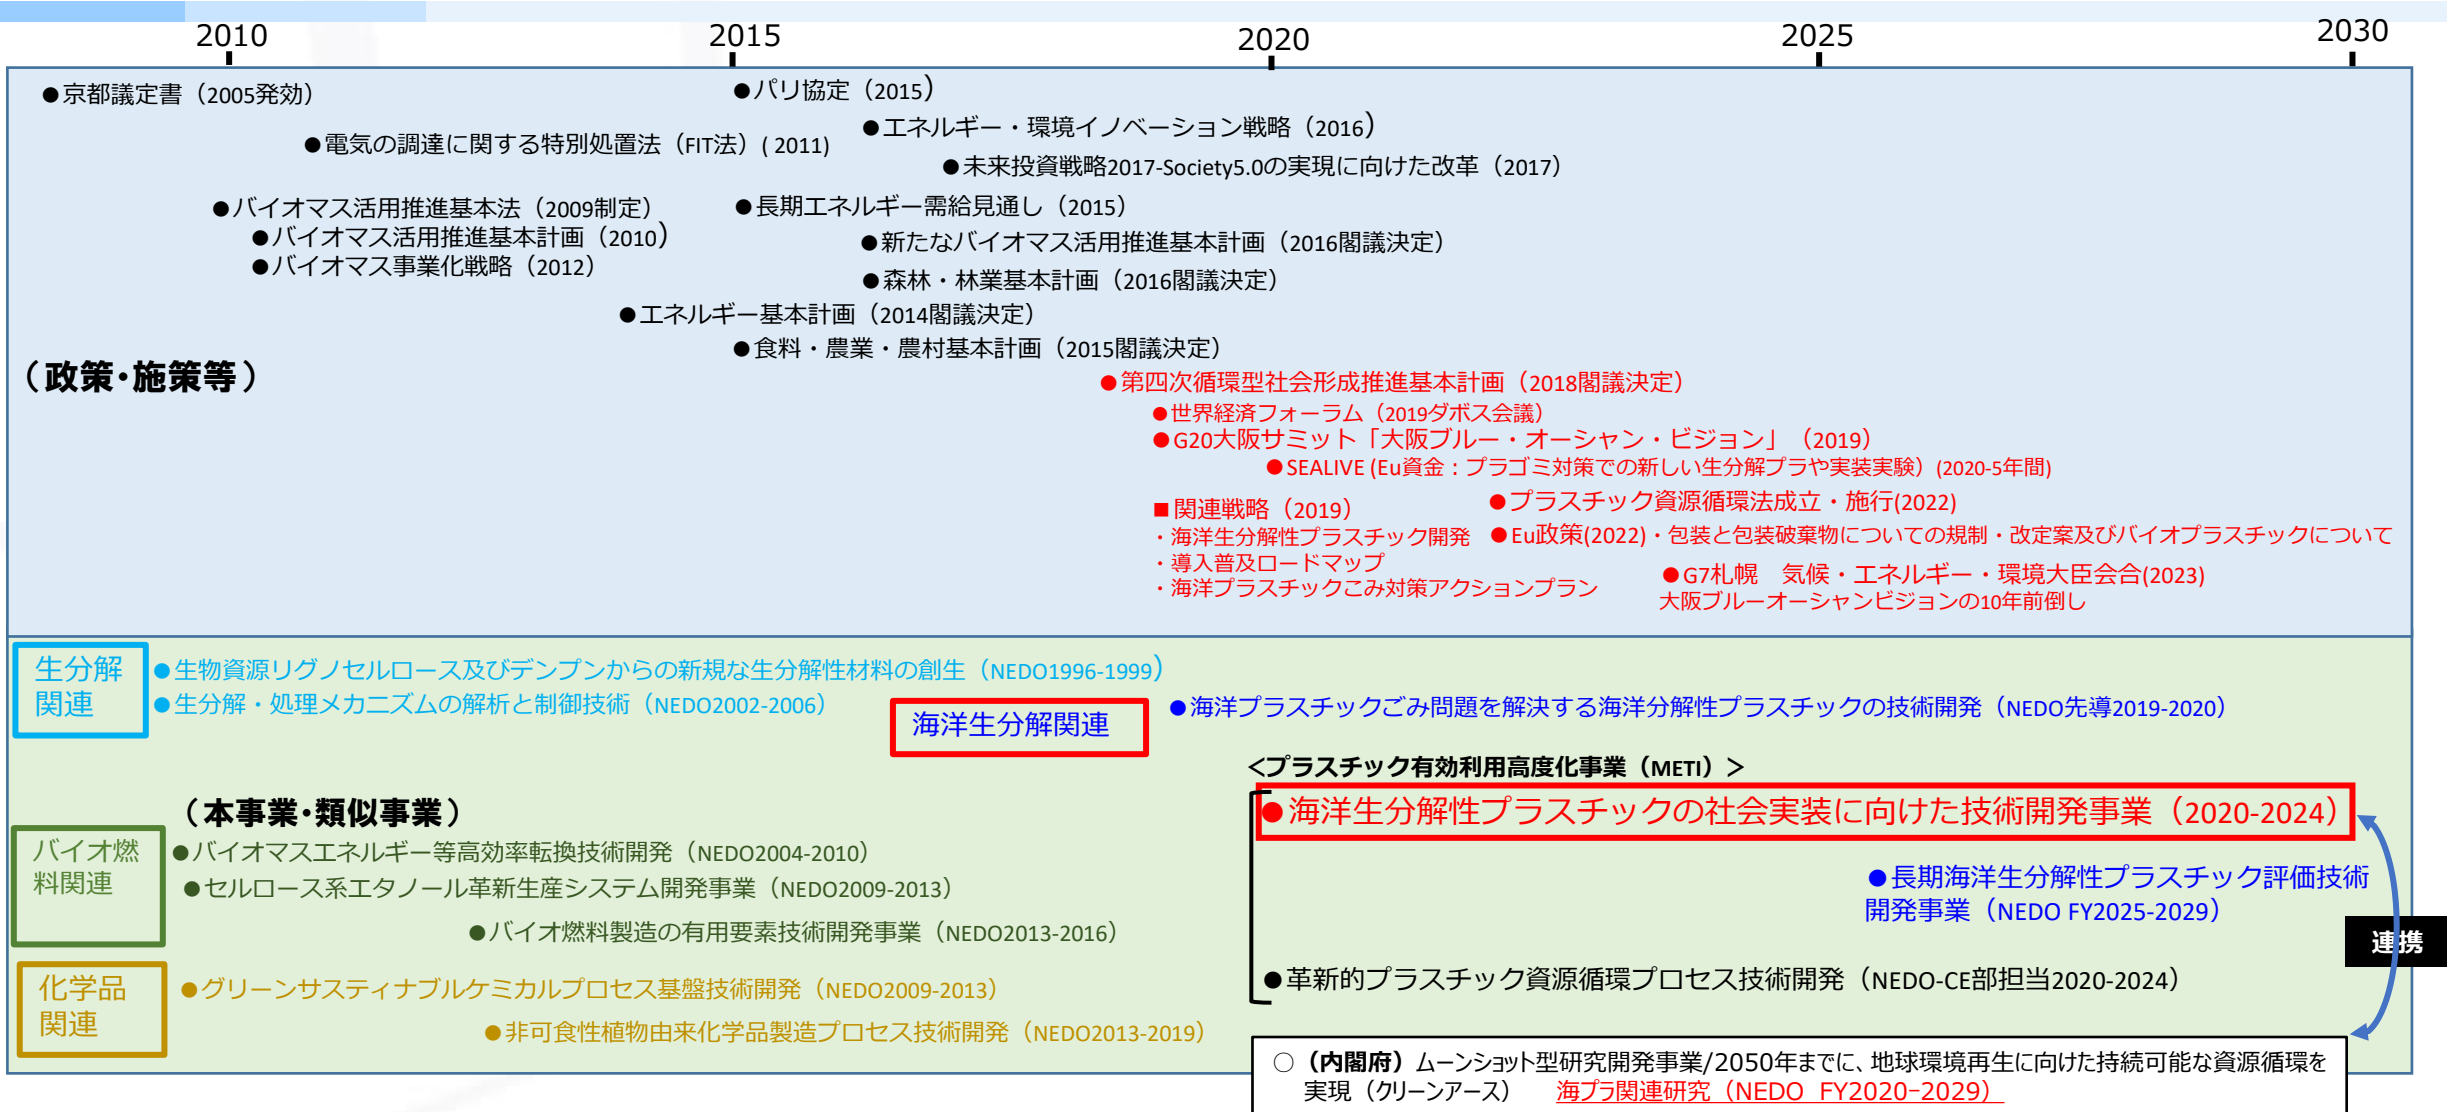 2010 2015 2020 2025 2030
●京都議定書（2005発効）
●パリ協定（2015）
●エネルギー・環境イノベーション戦略（2016）
●電気の調達に関する特別処置法（FIT法）( 2011)
●未来投資戦略2017-Society5.0の実現に向けた改革（2017）
●バイオマス活用推進基本法（2009制定）
●長期エネルギー需給見通し（2015）
●バイオマス活用推進基本計画（2010）
●新たなバイオマス活用推進基本計画（2016閣議決定）
●バイオマス事業化戦略（2012）
●森林・林業基本計画（2016閣議決定）
●エネルギー基本計画（2014閣議決定）
●食料・農業・農村基本計画（2015閣議決定）
（政策・施策等）
●第四次循環型社会形成推進基本計画（2018閣議決定）
●世界経済フォーラム（2019ダボス会議）
●G20大阪サミット「大阪ブルー・オーシャン・ビジョン」（2019）
●SEALIVE (Eu資金：プラゴミ対策での新しい生分解プラや実装実験）(2020-5年間)
■関連戦略（2019）
・海洋生分解性プラスチック開発
・導入普及ロードマップ
・海洋プラスチックごみ対策アクションプラン
●プラスチック資源循環法成立・施行(2022)
●Eu政策(2022)・包装と包装破棄物についての規制・改定案及びバイオプラスチックについて
●G7札幌　気候・エネルギー・環境大臣会合(2023)
大阪ブルーオーシャンビジョンの10年前倒し
生分解
関連
●生物資源リグノセルロース及びデンプンからの新規な生分解性材料の創生（NEDO1996-1999）
●生分解・処理メカニズムの解析と制御技術（NEDO2002-2006）
海洋生分解関連
●海洋プラスチックごみ問題を解決する海洋分解性プラスチックの技術開発（NEDO先導2019-2020）
<プラスチック有効利用高度化事業（METI）>
（本事業・類似事業）
●海洋生分解性プラスチックの社会実装に向けた技術開発事業（2020-2024）
バイオ燃
料関連
●バイオマスエネルギー等高効率転換技術開発（NEDO2004-2010）
●セルロース系エタノール革新生産システム開発事業（NEDO2009-2013）
●バイオ燃料製造の有用要素技術開発事業（NEDO2013-2016）
●長期海洋生分解性プラスチック評価技術
開発事業（NEDO FY2025-2029）
連携
化学品
関連
●グリーンサスティナブルケミカルプロセス基盤技術開発（NEDO2009-2013）
●非可食性植物由来化学品製造プロセス技術開発（NEDO2013-2019）
●革新的プラスチック資源循環プロセス技術開発（NEDO-CE部担当2020-2024）
○（内閣府）ムーンショット型研究開発事業/2050年までに、地球環境再生に向けた持続可能な資源循環を
実現（クリーンアース）　海プラ関連研究（NEDO FY2020-2029）